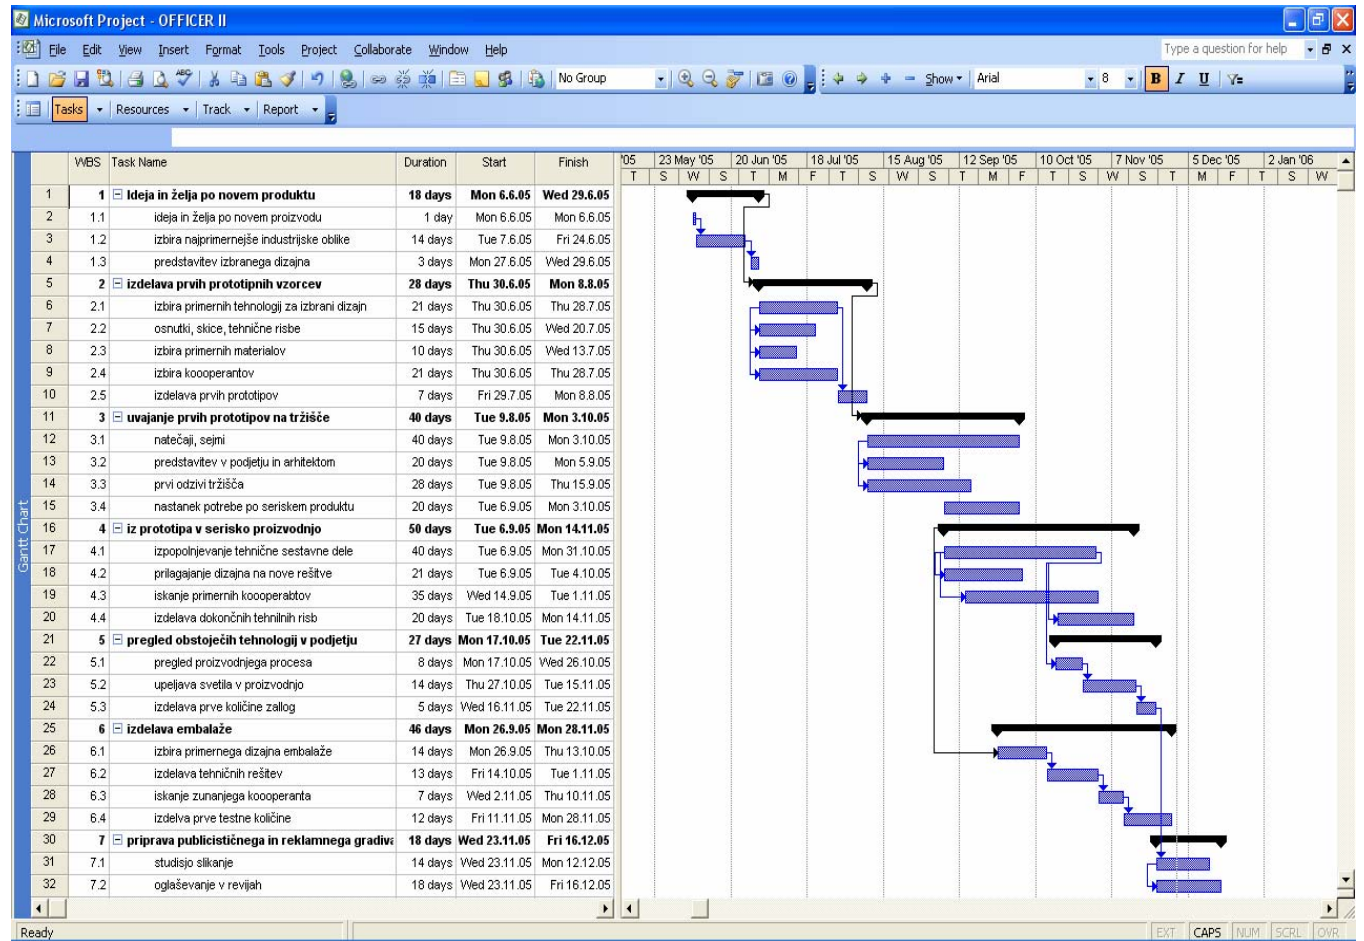 Microsoft Project - OFFICER II
File Edit View Insert Format Tools Project Collaborate Window Help Type a question for help
No Group Show Arial 8 B I U
Tasks Resources Track Report
WBS Task Name Duration Start Finish '05 23 May '05 20 Jun '05 18 Jul '05 15 Aug '05 12 Sep '05 10 Oct '05 7 Nov '05 5 Dec '05 2 Jan '06
T S W S T M F T S W S T M F T S W S T M F T S W
1 1 Ideja in želja po novem produktu 18 days Mon 6.6.05 Wed 29.6.05
2 1.1 ideja in želja po novem proizvodu 1 day Mon 6.6.05 Mon 6.6.05
3 1.2 izbira najprimernejše industrijske oblike 14 days Tue 7.6.05 Fri 24.6.05
4 1.3 predstavitev izbranega dizajna 3 days Mon 27.6.05 Wed 29.6.05
5 2 izdelava prvih prototipnih vzorcev 28 days Thu 30.6.05 Mon 8.8.05
6 2.1 izbira primernih tehnologij za izbrani dizajn 21 days Thu 30.6.05 Thu 28.7.05
7 2.2 osnutki, skice, tehnične risbe 15 days Thu 30.6.05 Wed 20.7.05
8 2.3 izbira primernih materialov 10 days Thu 30.6.05 Wed 13.7.05
9 2.4 izbira koooperantov 21 days Thu 30.6.05 Thu 28.7.05
10 2.5 izdelava prvih prototipov 7 days Fri 29.7.05 Mon 8.8.05
11 3 uvajanje prvih prototipov na tržišče 40 days Tue 9.8.05 Mon 3.10.05
12 3.1 natečaji, sejmi 40 days Tue 9.8.05 Mon 3.10.05
13 3.2 predstavitev v podjetju in arhitektom 20 days Tue 9.8.05 Mon 5.9.05
14 3.3 prvi odzivi tržišča 28 days Tue 9.8.05 Thu 15.9.05
15 3.4 nastanek potrebe po seriskem produktu 20 days Tue 6.9.05 Mon 3.10.05
16 4 iz prototipa v serisko proizvodnjo 50 days Tue 6.9.05 Mon 14.11.05
17 4.1 izpopolnjevanje tehnične sestavne dele 40 days Tue 6.9.05 Mon 31.10.05
18 4.2 prilagajanje dizajna na nove rešitve 21 days Tue 6.9.05 Tue 4.10.05
19 4.3 iskanje primernih koooperabtov 35 days Wed 14.9.05 Tue 1.11.05
20 4.4 izdelava dokončnih tehnilnih risb 20 days Tue 18.10.05 Mon 14.11.05
21 5 pregled obstoječih tehnologij v podjetju 27 days Mon 17.10.05 Tue 22.11.05
22 5.1 pregled proizvodnjega procesa 8 days Mon 17.10.05 Wed 26.10.05
23 5.2 upeljava svetila v proizvodnjo 14 days Thu 27.10.05 Tue 15.11.05
24 5.3 izdelava prve količine zallog 5 days Wed 16.11.05 Tue 22.11.05
25 6 izdelava embalaže 46 days Mon 26.9.05 Mon 28.11.05
26 6.1 izbira primernega dizajna embalaže 14 days Mon 26.9.05 Thu 13.10.05
27 6.2 izdelava tehničnih rešitev 13 days Fri 14.10.05 Tue 1.11.05
28 6.3 iskanje zunanjega koooperanta 7 days Wed 2.11.05 Thu 10.11.05
29 6.4 izdelva prve testne količine 12 days Fri 11.11.05 Mon 28.11.05
30 7 priprava publicističnega in reklamnega gradiva 18 days Wed 23.11.05 Fri 16.12.05
31 7.1 studisjo slikanje 14 days Wed 23.11.05 Mon 12.12.05
32 7.2 oglaševanje v revijah 18 days Wed 23.11.05 Fri 16.12.05
Gantt Chart
Ready EXT CAPS NUM SCRL OVR